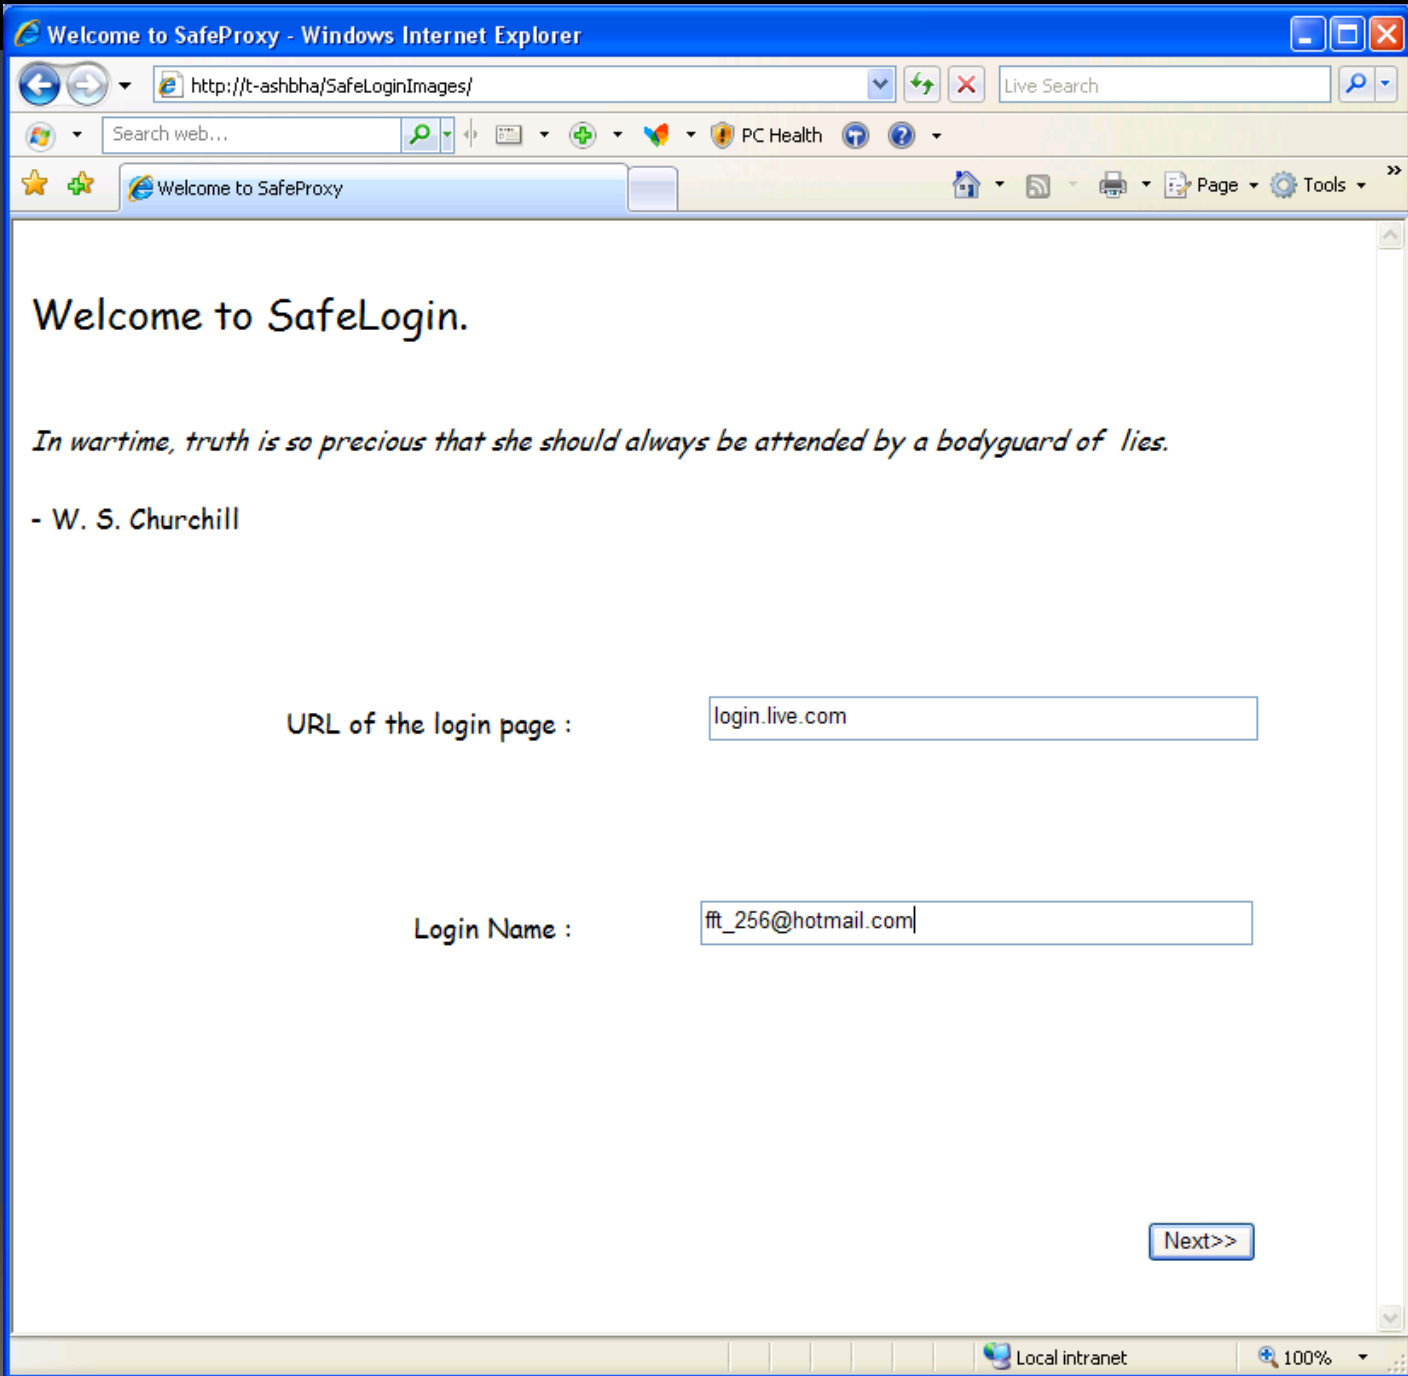 Welcome to SafeProxy - Windows Internet Explorer
http://t-ashbha/SafeLoginImages/
Live Search
Search web...
PC Health
Welcome to SafeProxy
Page
Tools
»
Welcome to SafeLogin.
In wartime, truth is so precious that she should always be attended by a bodyguard of lies.
- W. S. Churchill
URL of the login page :
login.live.com
Login Name :
fft_256@hotmail.com
Next>>
Local intranet
100%